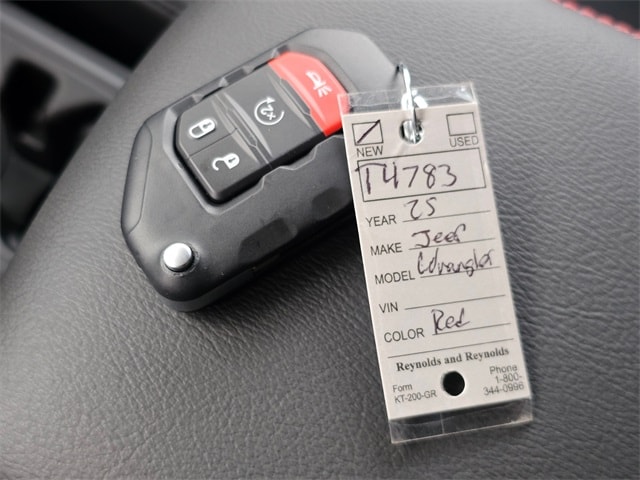 NEW USED
T4783
YEAR 25
MAKE Jeep
MODEL Wrangler
VIN
COLOR Red
Reynolds and Reynolds
Form Phone
KT-200-GR 1-800-
344-0996
x2